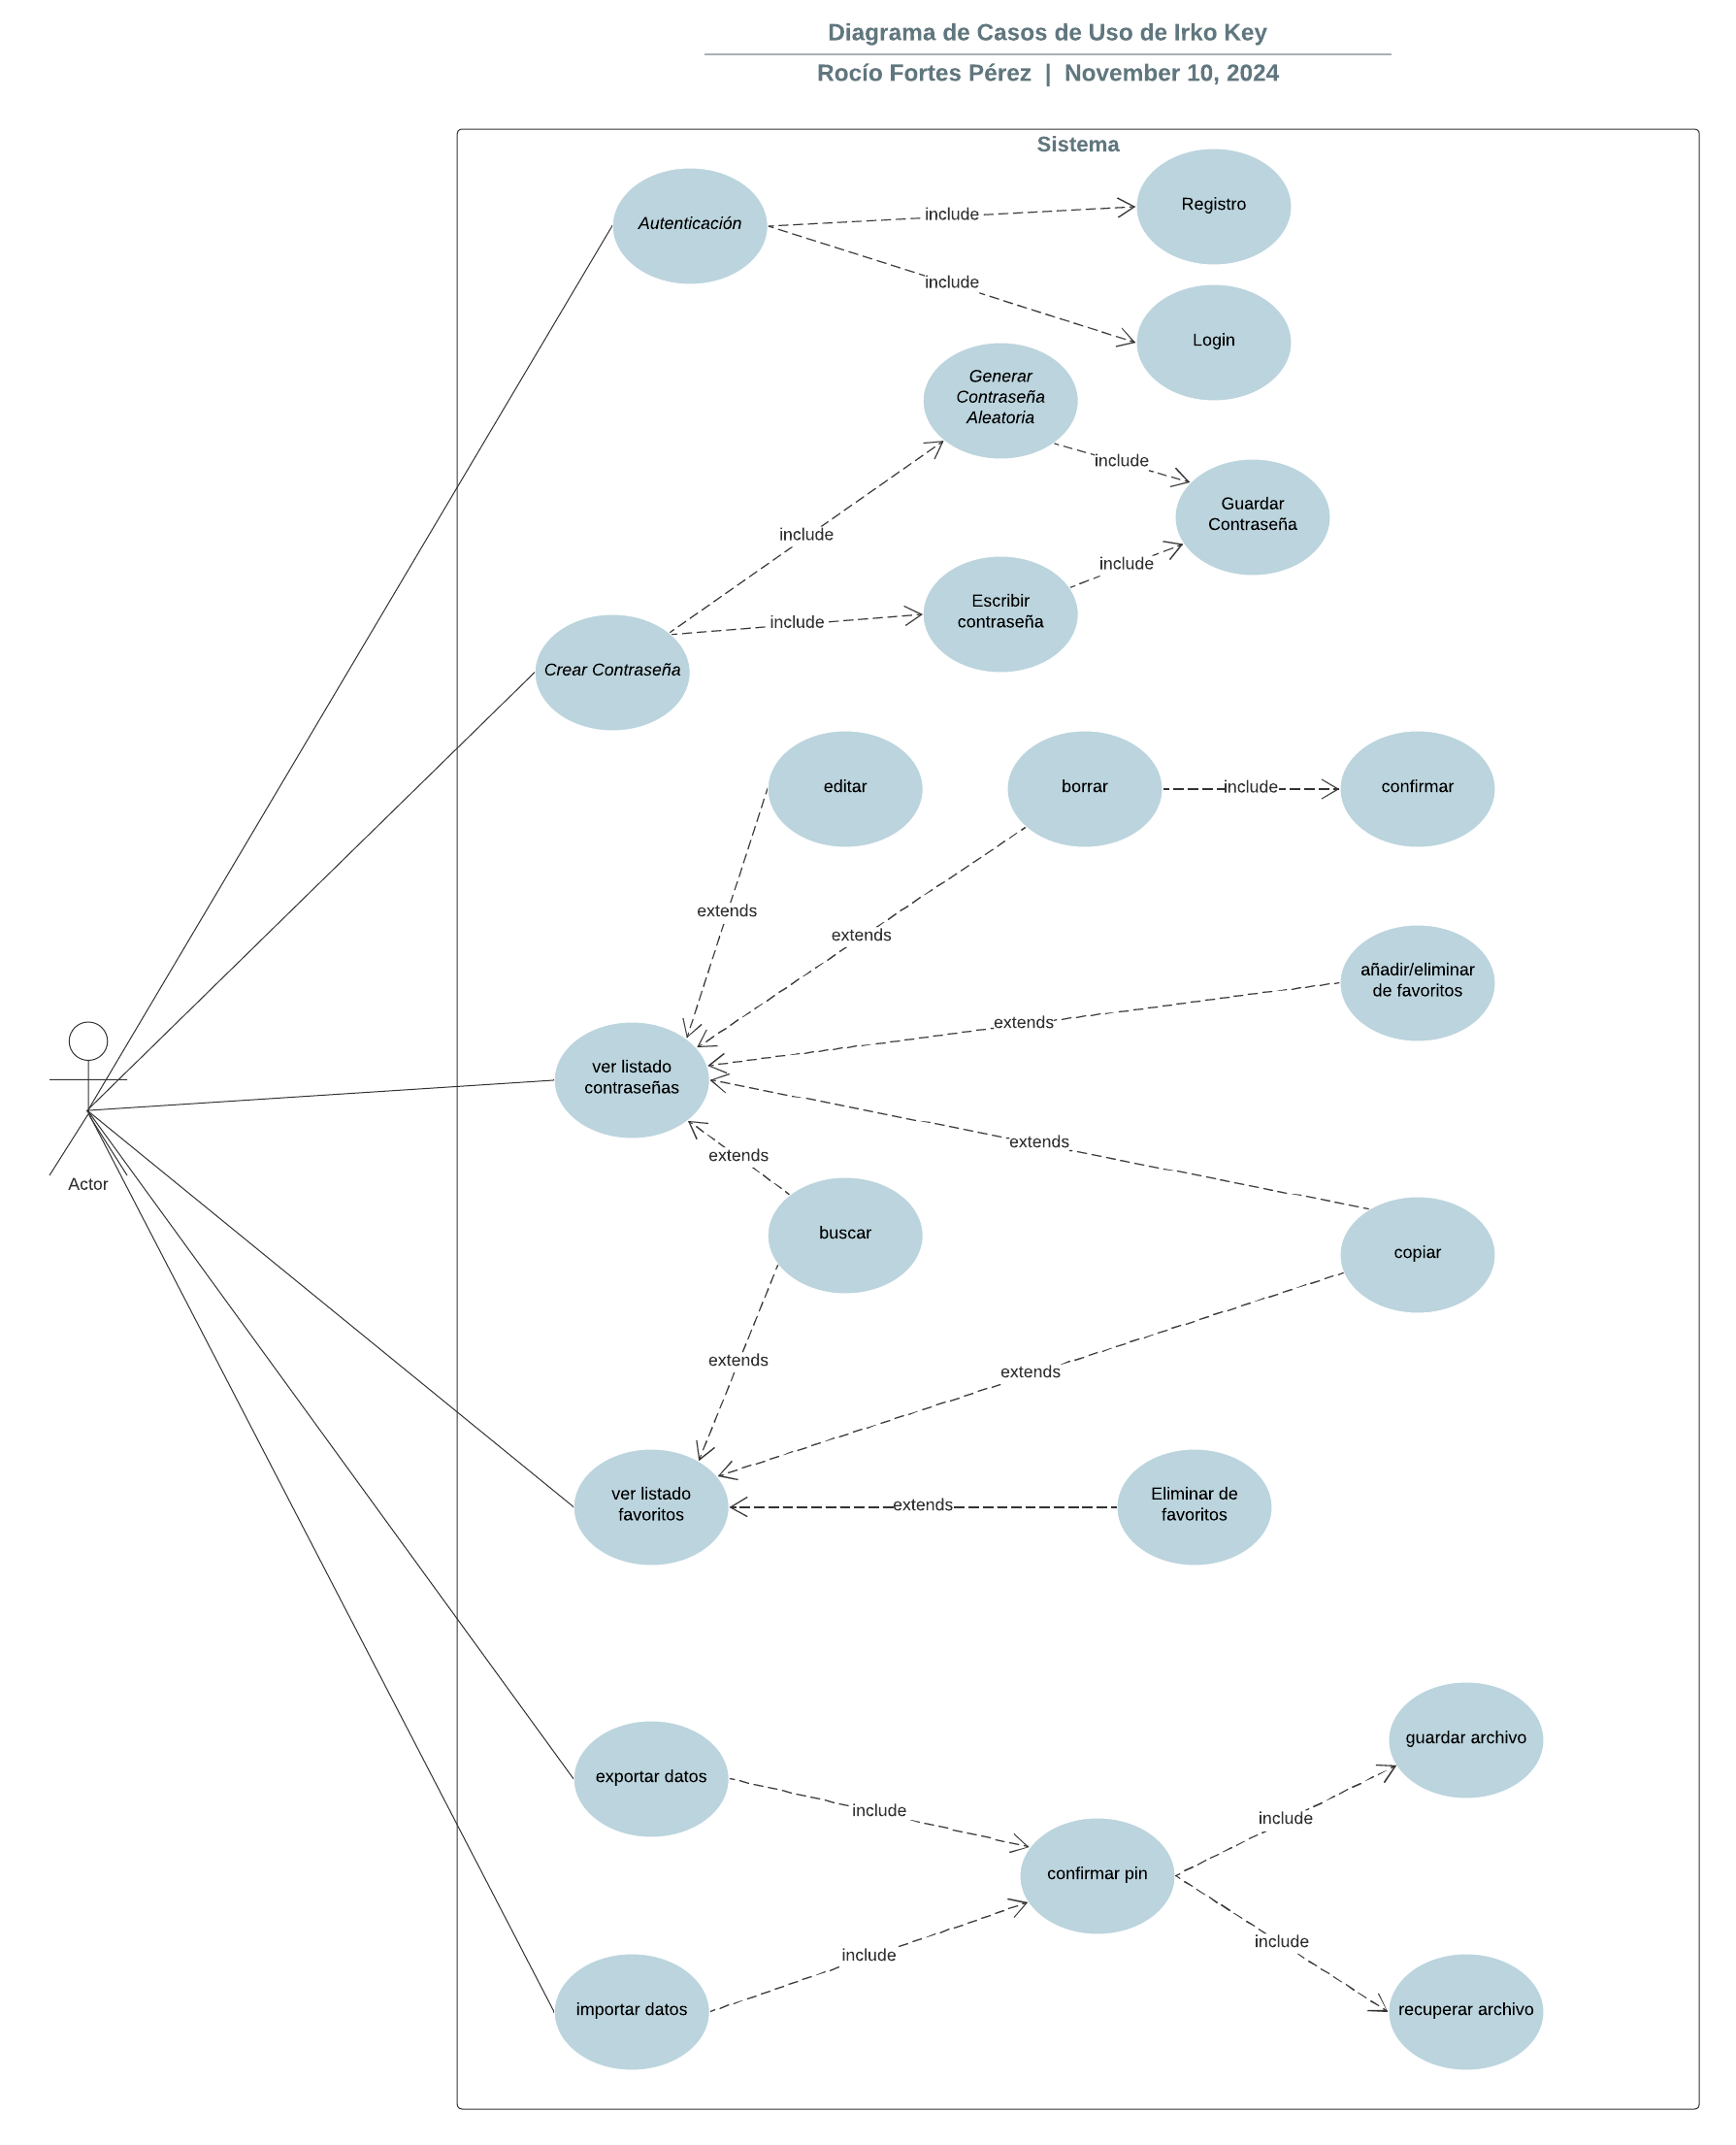 Diagrama de Casos de Uso de Irko Key
Rocío Fortes Pérez | November 10, 2024
Sistema
Autenticación
include
Registro
include
Login
Generar
Contraseña
Aleatoria
include
Guardar
Contraseña
include
include
Escribir
contraseña
include
Crear Contraseña
editar
borrar
include
confirmar
extends
extends
añadir/eliminar
de favoritos
extends
ver listado
contraseñas
extends
extends
Actor
buscar
copiar
extends
extends
ver listado
favoritos
extends
Eliminar de
favoritos
guardar archivo
exportar datos
include
include
confirmar pin
include
include
importar datos
recuperar archivo